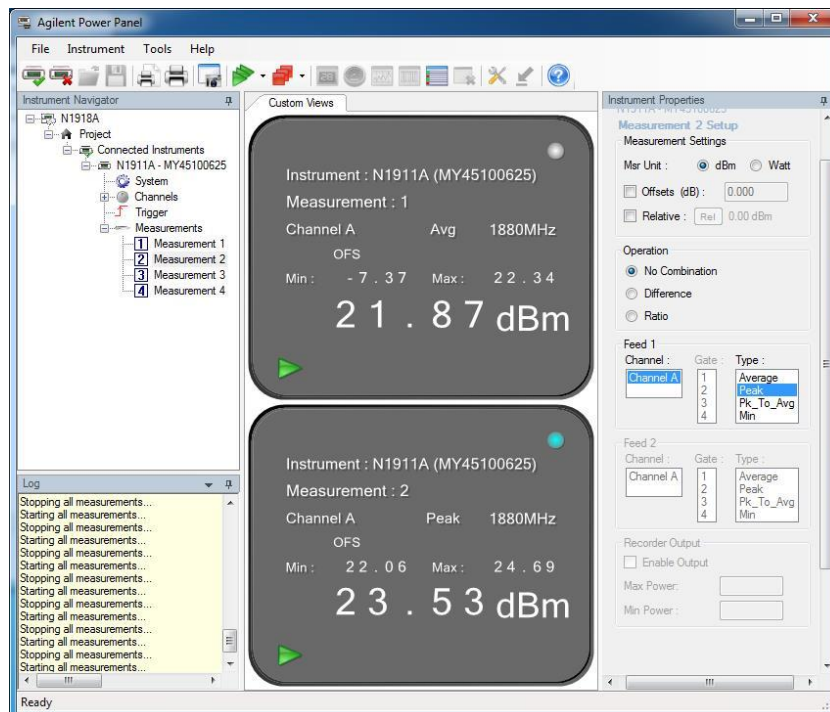 Agilent Power Panel
File Instrument Tools Help
Instrument Navigator
N1918A
Project
Connected Instruments
N1911A - MY45100625
System
Channels
Trigger
Measurements
1 Measurement 1
2 Measurement 2
3 Measurement 3
4 Measurement 4
Log
Stopping all measurements...
Starting all measurements...
Stopping all measurements...
Starting all measurements...
Stopping all measurements...
Starting all measurements...
Stopping all measurements...
Starting all measurements...
Stopping all measurements...
Starting all measurements...
Stopping all measurements...
Starting all measurements...
Stopping all measurements...
Starting all measurements...
Custom Views
Instrument : N1911A (MY45100625)
Measurement : 1
Channel A Avg 1880MHz
OFS
Min : -7.37 Max : 22.34
21.87 dBm
Instrument : N1911A (MY45100625)
Measurement : 2
Channel A Peak 1880MHz
OFS
Min : 22.06 Max : 24.69
23.53 dBm
Instrument Properties
N1911A - MY45100625
Measurement 2 Setup
Measurement Settings
Msr Unit : dBm Watt
Offsets (dB) : 0.000
Relative : Rel 0.00 dBm
Operation
No Combination
Difference
Ratio
Feed 1
Channel : Gate : Type :
Channel A 1 Average
2 Peak
3 Pk_To_Avg
4 Min
Feed 2
Channel : Gate : Type :
Channel A 1 Average
2 Peak
3 Pk_To_Avg
4 Min
Recorder Output
Enable Output
Max Power:
Min Power :
Ready